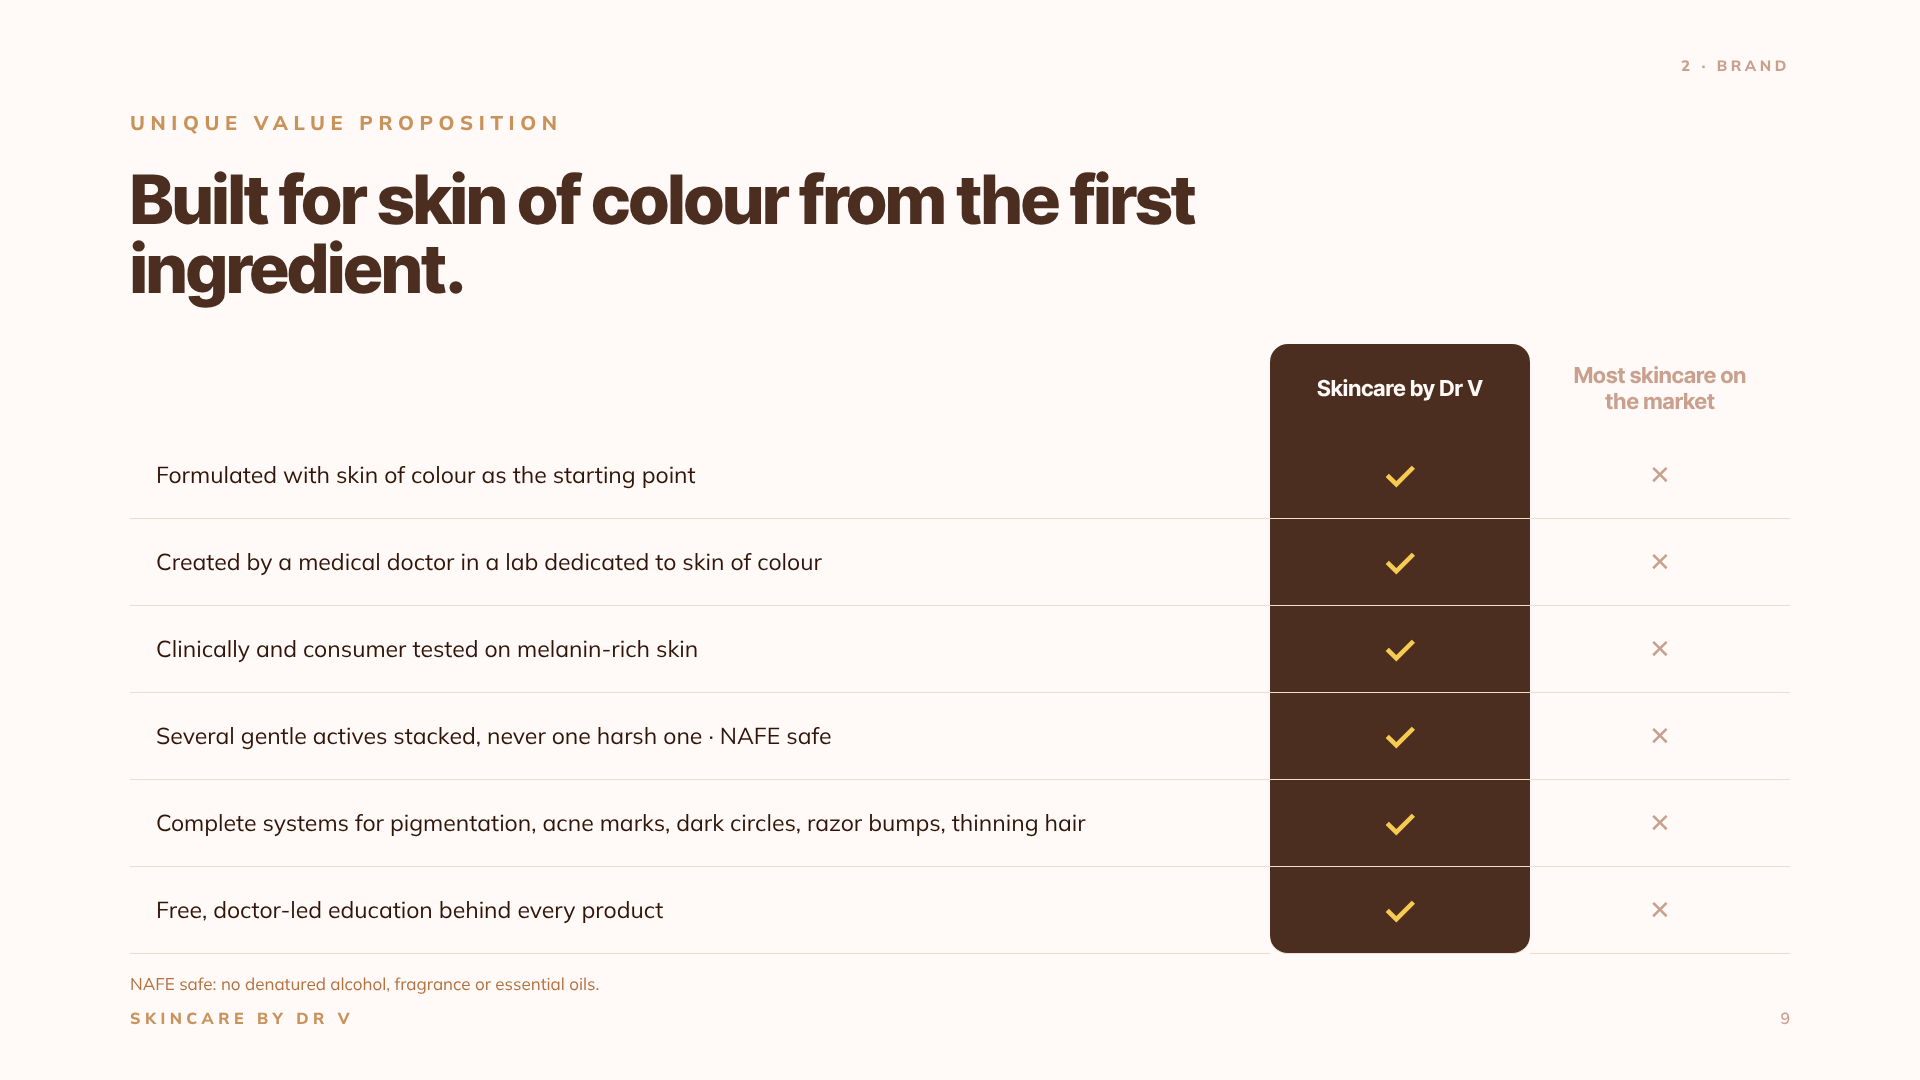 2 · BRAND
UNIQUE VALUE PROPOSITION
Built for skin of colour from the first
ingredient.
Skincare by Dr V
Most skincare on
the market
Formulated with skin of colour as the starting point
✓ ✕
Created by a medical doctor in a lab dedicated to skin of colour
✓ ✕
Clinically and consumer tested on melanin-rich skin
✓ ✕
Several gentle actives stacked, never one harsh one · NAFE safe
✓ ✕
Complete systems for pigmentation, acne marks, dark circles, razor bumps, thinning hair
✓ ✕
Free, doctor-led education behind every product
✓ ✕
NAFE safe: no denatured alcohol, fragrance or essential oils.
SKINCARE BY DR V
9